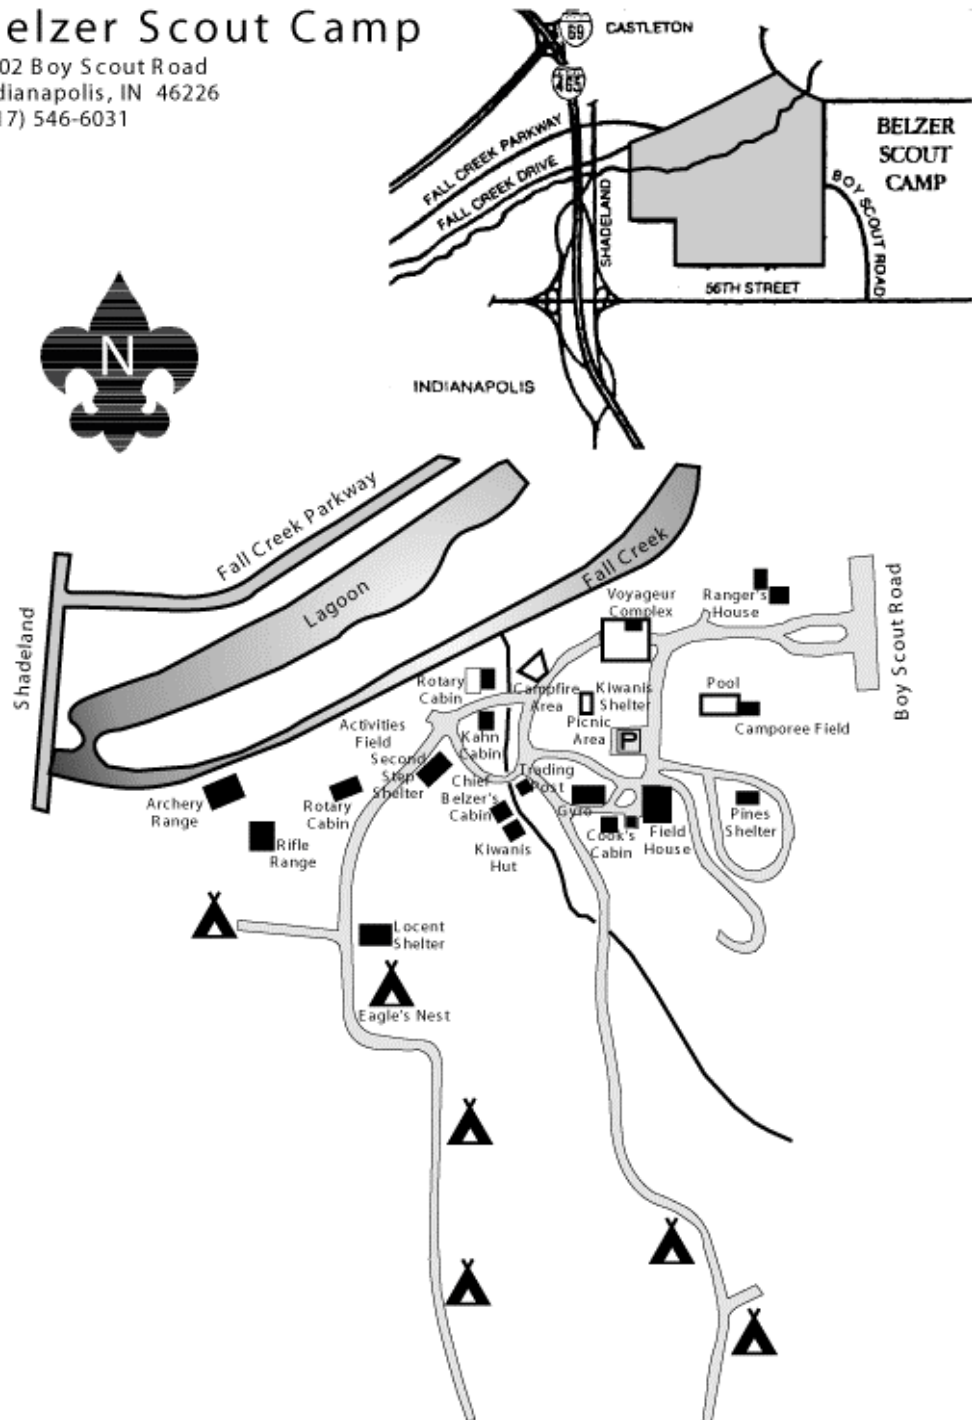 elzer Scout Camp
02 Boy Scout Road
dianapolis, IN 46226
17) 546-6031
69
CASTLETON
465
FALL CREEK PARKWAY
FALL CREEK DRIVE
SHADELAND
BELZER
SCOUT
CAMP
BOY SCOUT ROAD
56TH STREET
INDIANAPOLIS
N
Fall Creek Parkway
Lagoon
Fall Creek
Shadeland
Boy Scout Road
Voyageur
Complex
Ranger's
House
Rotary
Cabin
Campfire
Area
Kiwanis
Shelter
Pool
Picnic
Area
P
Camporee Field
Activities
Field
Kahn
Cabin
Second
Step
Shelter
Chief
Belzer's
Cabin
Trading
Post
Gyro
Archery
Range
Rotary
Cabin
Rifle
Range
Kiwanis
Hut
Cook's
Cabin
Field
House
Pines
Shelter
Locent
Shelter
Eagle's Nest